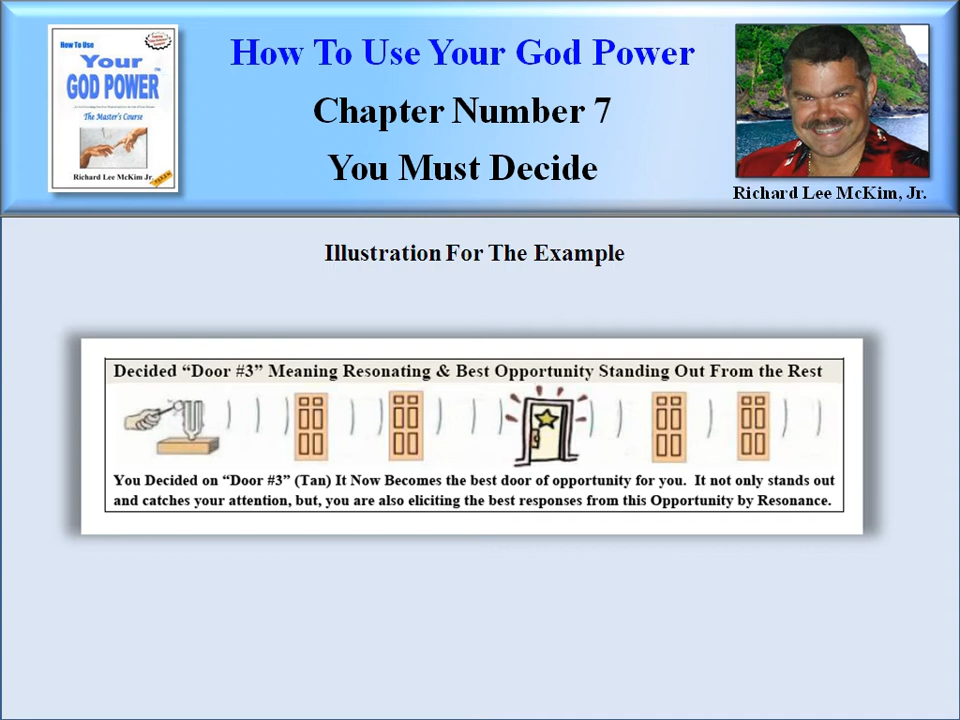 How To Use Your God Power
Chapter Number 7
You Must Decide
How To Use
Your
GOD POWER
The Master's Course
Richard Lee McKim Jr.
Richard Lee McKim, Jr.
Illustration For The Example
Decided “Door #3” Meaning Resonating & Best Opportunity Standing Out From the Rest
You Decided on “Door #3” (Tan) It Now Becomes the best door of opportunity for you. It not only stands out
and catches your attention, but, you are also eliciting the best responses from this Opportunity by Resonance.